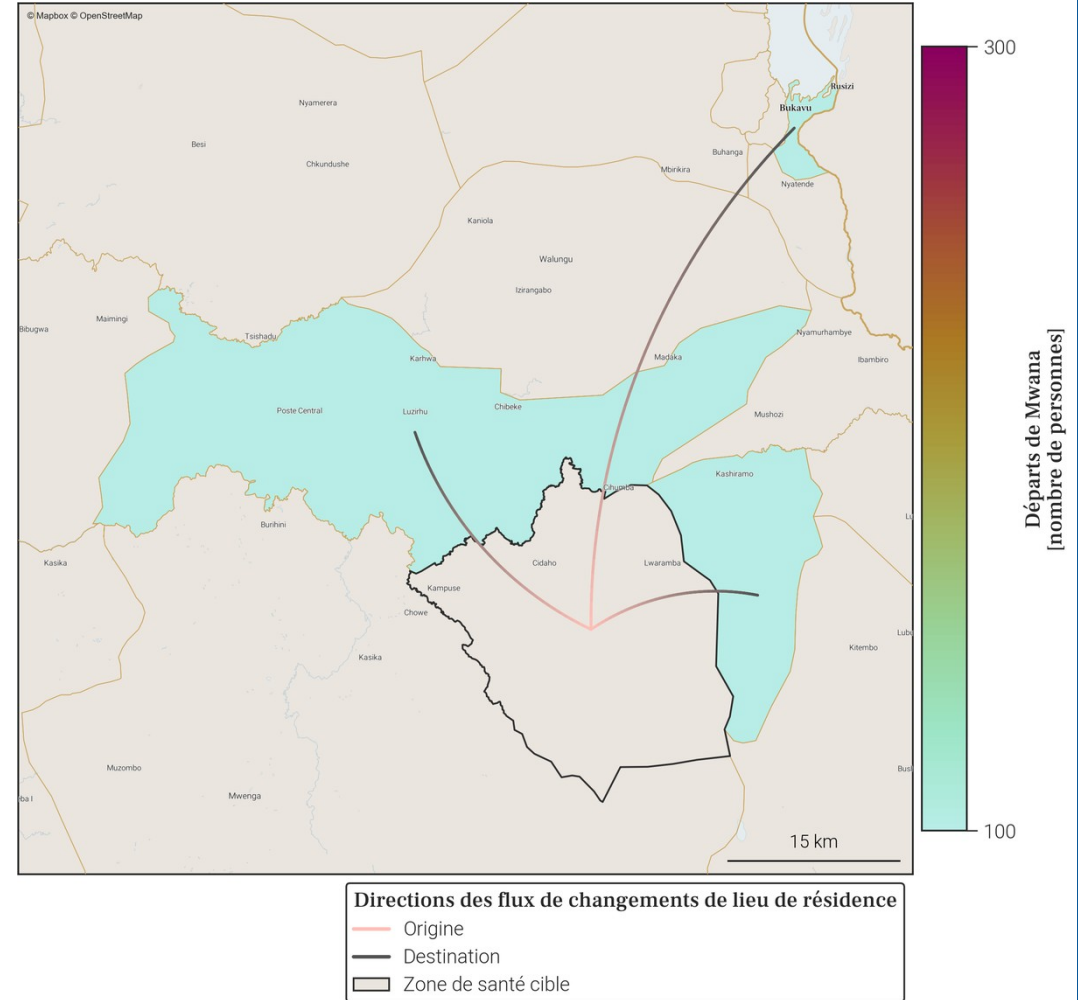 © Mapbox © OpenStreetMap
Nyamerera
Besi
Chkundushe
Rusizi
Bukavu
Buhanga
Mbirikira
Nyatende
Kaniola
Walungu
Izirangabo
Maimingi
Bibugwa
Tsishadu
Nyamurhambye
Karhwa
Madaka
Ibambiro
Poste Central
Luzirhu
Chibeke
Mushozi
Kashiramo
Cihumba
Burihini
Kasika
Cidaho
Lwaramba
Kampuse
Chowe
Kasika
Kitembo
Muzombo
Mwenga
ba I
15 km
300
100
Départs de Mwana
[nombre de personnes]
Directions des flux de changements de lieu de résidence
Origine
Destination
Zone de santé cible